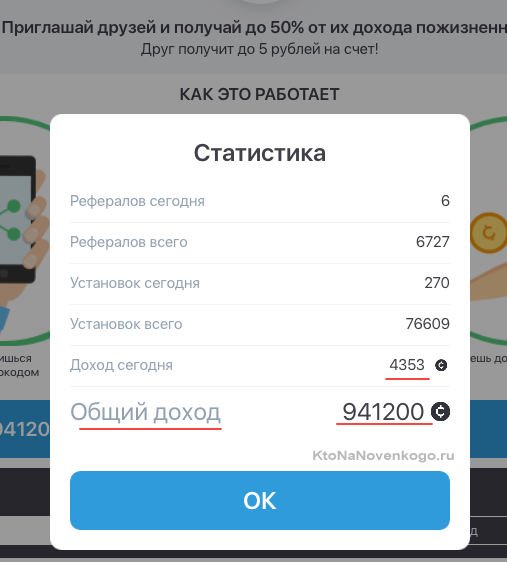 Приглашай друзей и получай до 50% от их дохода пожизненн
Друг получит до 5 рублей на счет!
КАК ЭТО РАБОТАЕТ
Статистика
Рефералов сегодня 6
Рефералов всего 6727
Установок сегодня 270
Установок всего 76609
Доход сегодня 4353
Общий доход 941200
KtoNaNovenkogo.ru
OK
ишься
окодом
ешь до
94120
д